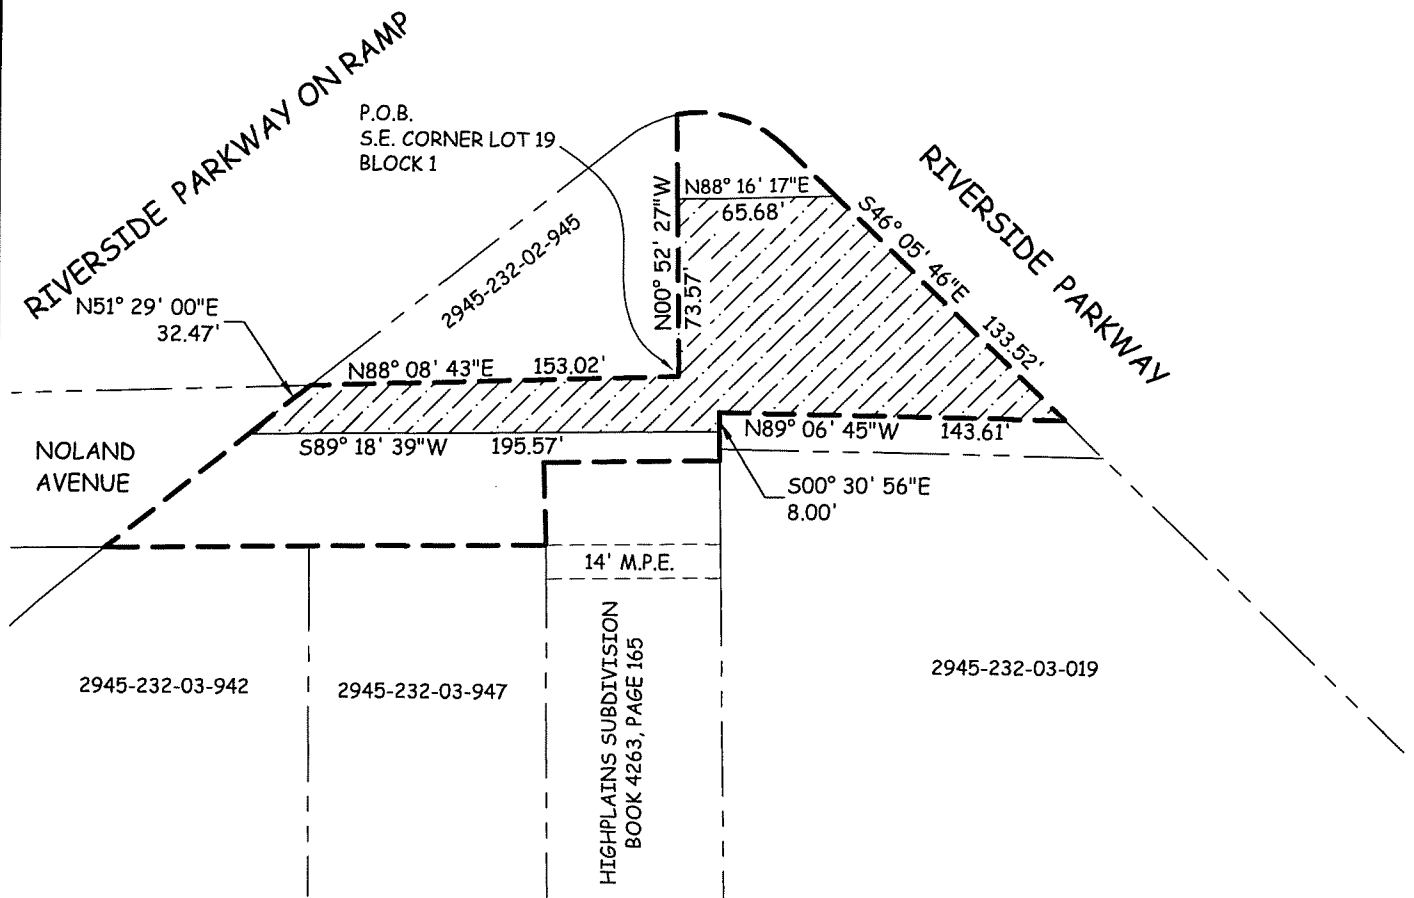 RIVERSIDE PARKWAY ON RAMP
P.O.B.
S.E. CORNER LOT 19
BLOCK 1
RIVERSIDE PARKWAY
N88° 16' 17"E
65.68'
S46° 05' 46"E 133.52'
N00° 52' 27"W
73.57'
2945-232-02-945
N51° 29' 00"E
32.47'
N88° 08' 43"E 153.02'
N89° 06' 45"W 143.61'
S89° 18' 39"W 195.57'
NOLAND
AVENUE
S00° 30' 56"E
8.00'
14' M.P.E.
2945-232-03-942
2945-232-03-947
HIGHPLAINS SUBDIVISION
BOOK 4263, PAGE 165
2945-232-03-019